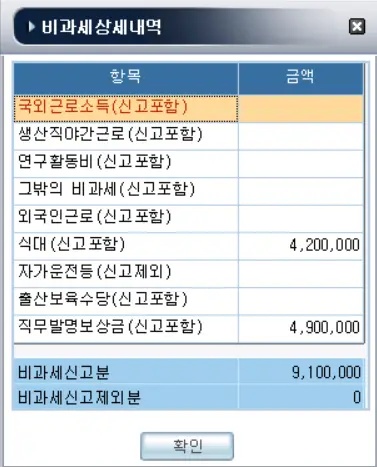 비과세상세내역
항목 금액
국외근로소득(신고포함)
생산직야간근로(신고포함)
연구활동비(신고포함)
그밖의 비과세(신고포함)
외국인근로(신고포함)
식대(신고포함) 4,200,000
자가운전등(신고제외)
출산보육수당(신고포함)
직무발명보상금(신고포함) 4,900,000
비과세신고분 9,100,000
비과세신고제외분 0
확인